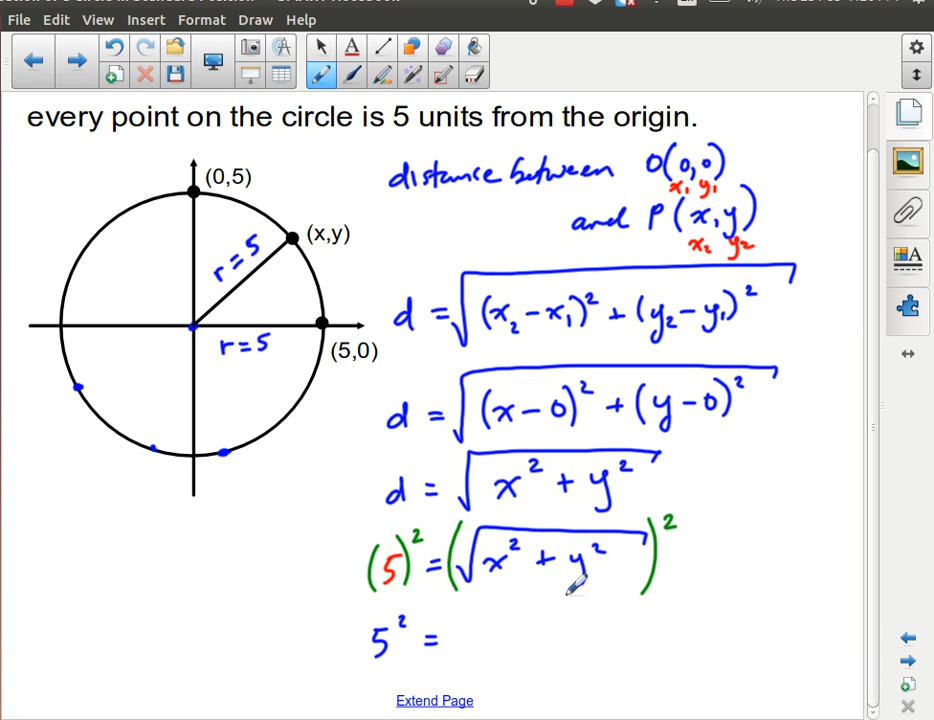 File Edit View Insert Format Draw Help
every point on the circle is 5 units from the origin.
(0,5)
(x,y)
r = 5
r = 5
(5,0)
distance between O(0,0)
x₁ y₁
and P(x,y)
x₂ y₂
d = √(x₂ - x₁)² + (y₂ - y₁)²
d = √(x - 0)² + (y - 0)²
d = √x² + y²
(5)² = (√x² + y²)²
5² =
Extend Page